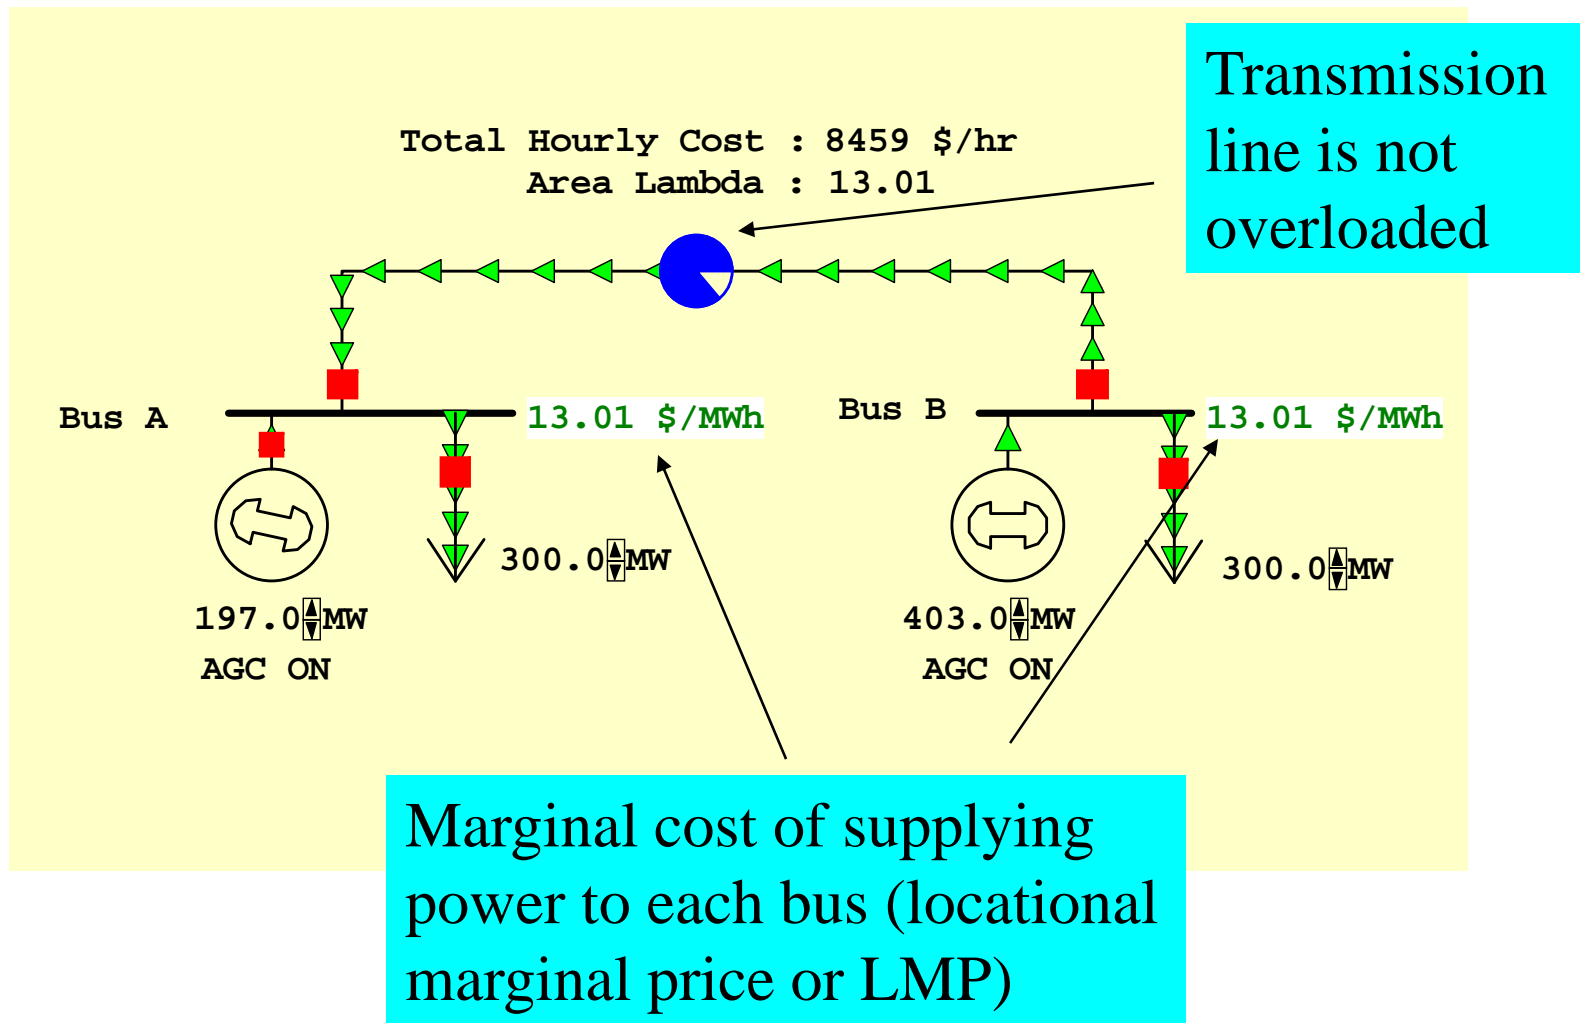 Transmission
line is not
overloaded
Total Hourly Cost : 8459 $/hr
Area Lambda : 13.01
Bus A
13.01 $/MWh
Bus B
13.01 $/MWh
300.0 MW
300.0 MW
197.0 MW
403.0 MW
AGC ON
AGC ON
Marginal cost of supplying
power to each bus (locational
marginal price or LMP)